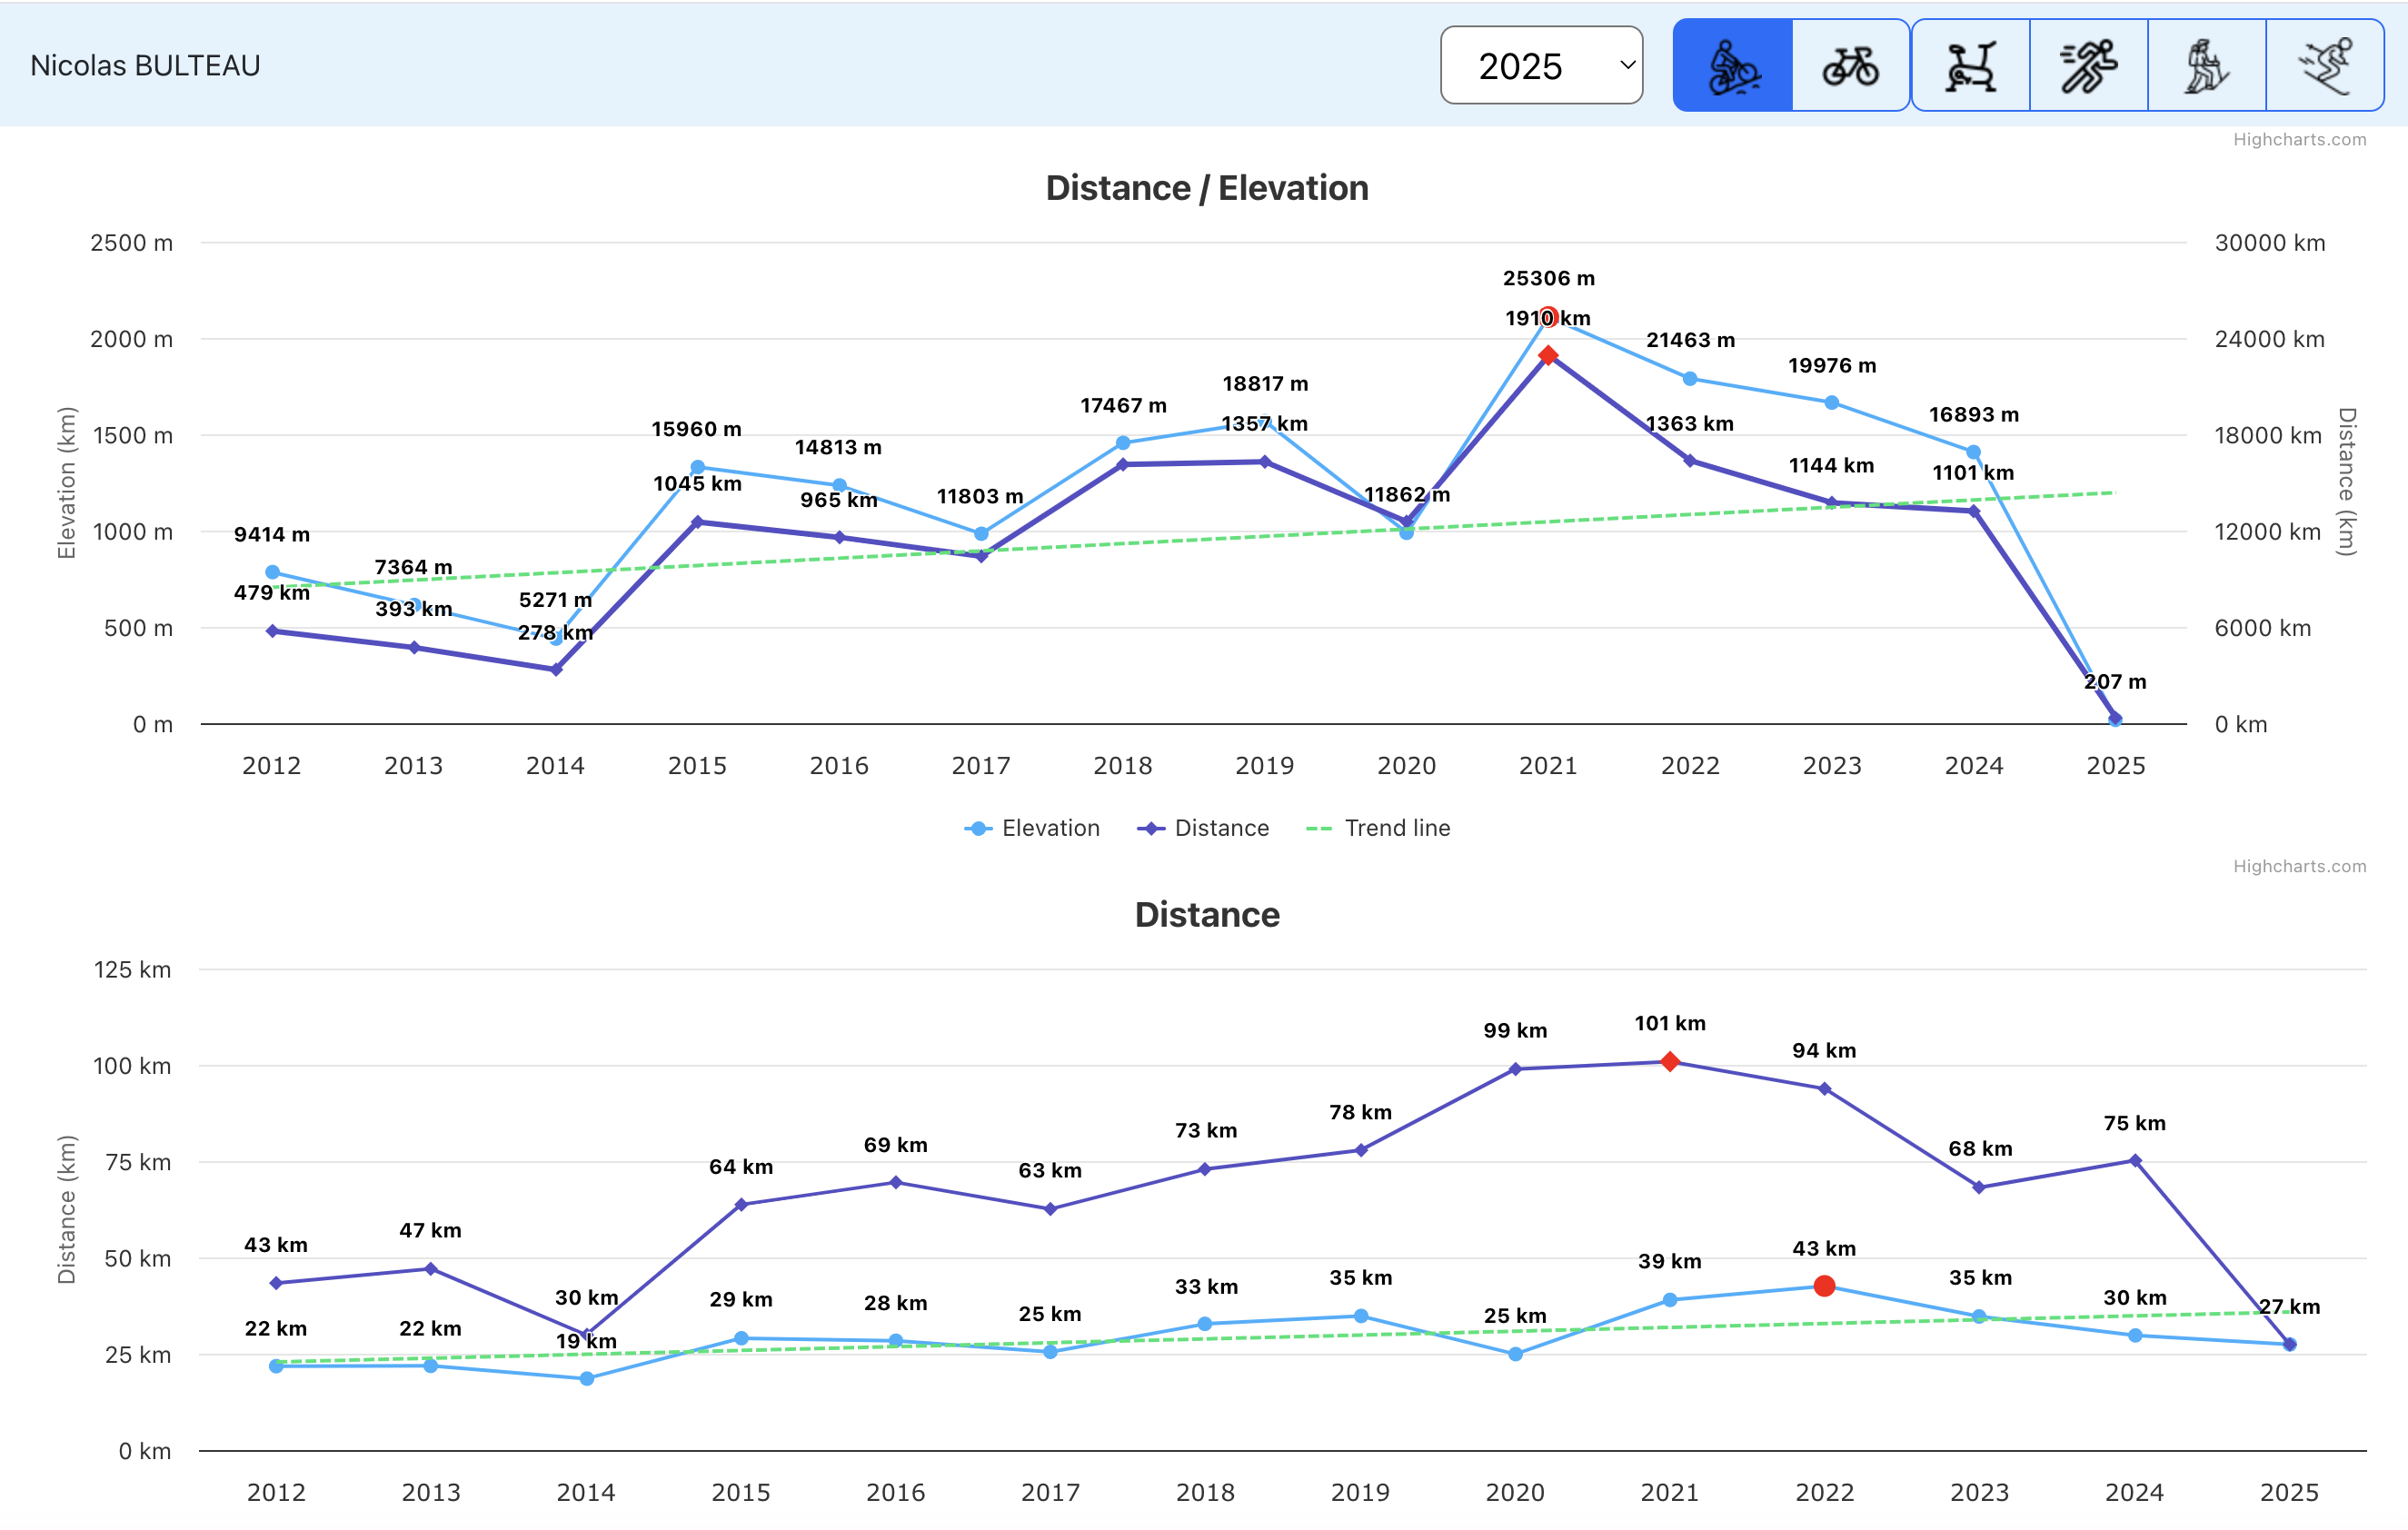 Nicolas BULTEAU
2025
Highcharts.com
Distance / Elevation
2500 m
2000 m
1500 m
1000 m
500 m
0 m
Elevation (km)
30000 km
24000 km
18000 km
12000 km
6000 km
0 km
Distance (km)
9414 m
7364 m
5271 m
15960 m
14813 m
11803 m
17467 m
18817 m
11862 m
25306 m
21463 m
19976 m
16893 m
207 m
479 km
393 km
278 km
1045 km
965 km
1357 km
1910 km
1363 km
1144 km
1101 km
2012 2013 2014 2015 2016 2017 2018 2019 2020 2021 2022 2023 2024 2025
Elevation Distance Trend line
Highcharts.com
Distance
125 km
100 km
75 km
50 km
25 km
0 km
Distance (km)
43 km
47 km
30 km
64 km
69 km
63 km
73 km
78 km
99 km
101 km
94 km
68 km
75 km
27 km
22 km
22 km
19 km
29 km
28 km
25 km
33 km
35 km
25 km
39 km
43 km
35 km
30 km
2012 2013 2014 2015 2016 2017 2018 2019 2020 2021 2022 2023 2024 2025